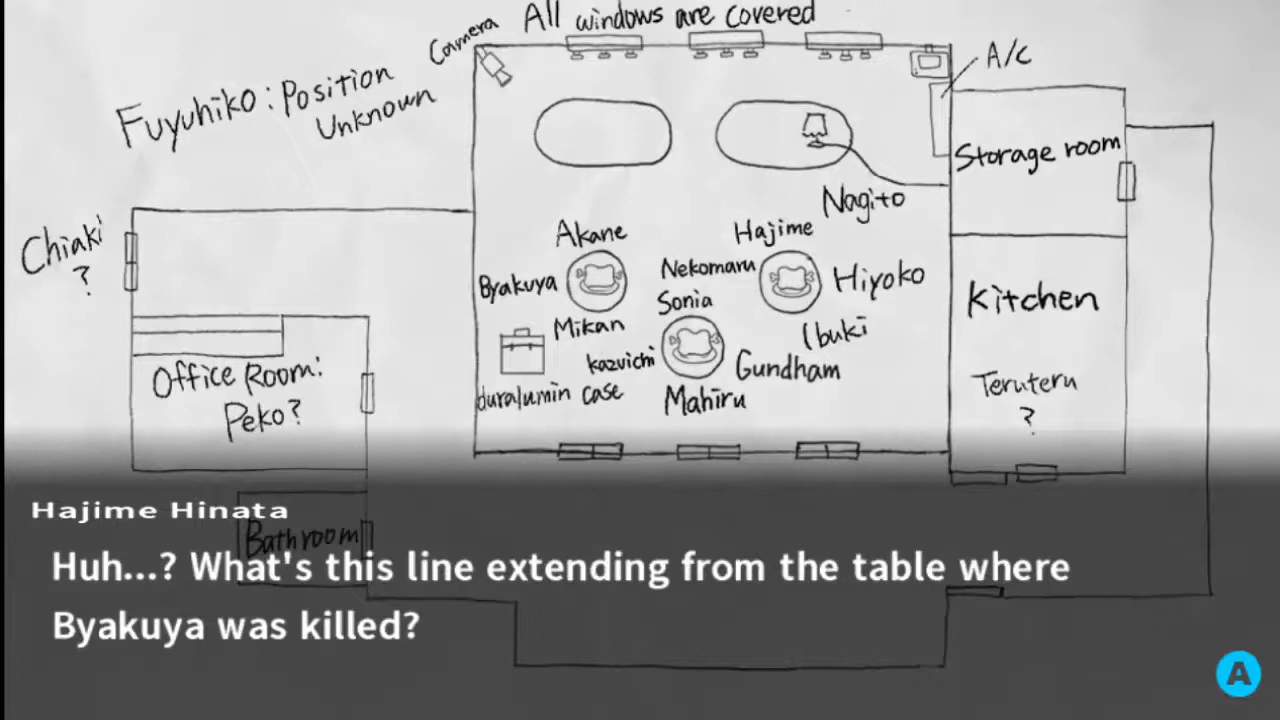 All windows are covered
Camera
A/C
Fuyuhiko: Position
Unknown
Storage room
Nagito
Chiaki
?
Akane
Hajime
Byakuya
Nekomaru
Hiyoko
Sonia
Kitchen
Mikan
Ibuki
kazuichi
Gundham
duralumin case
Mahiru
Office Room:
Peko?
Teruteru
?
Bathroom
Hajime Hinata
Huh...? What's this line extending from the table where
Byakuya was killed?
A